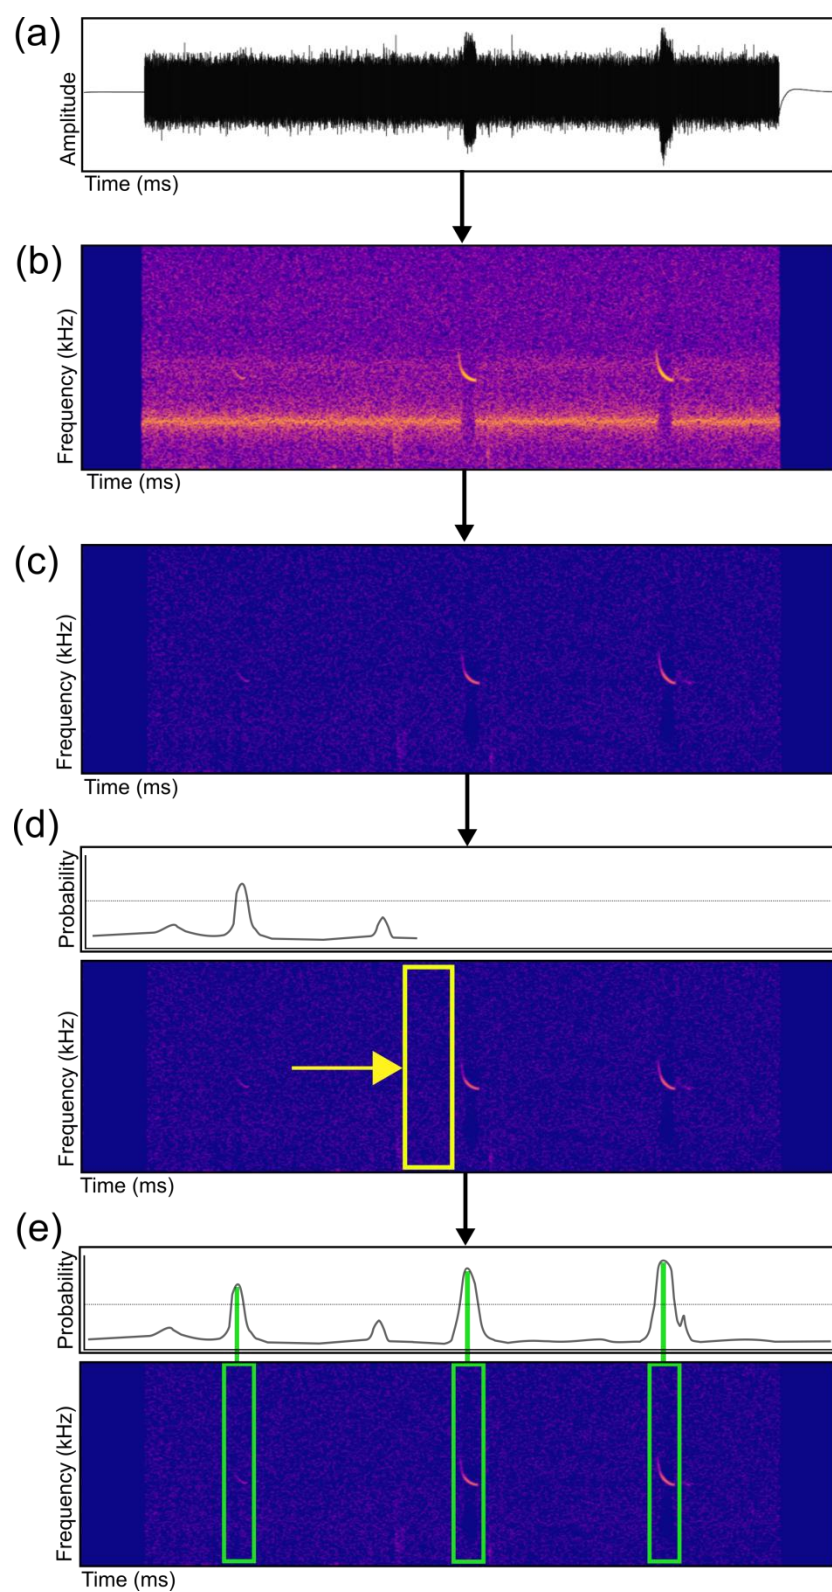 (a)
Amplitude
Time (ms)
(b)
Frequency (kHz)
Time (ms)
(c)
Frequency (kHz)
Time (ms)
(d)
Probability
Frequency (kHz)
Time (ms)
(e)
Probability
Frequency (kHz)
Time (ms)